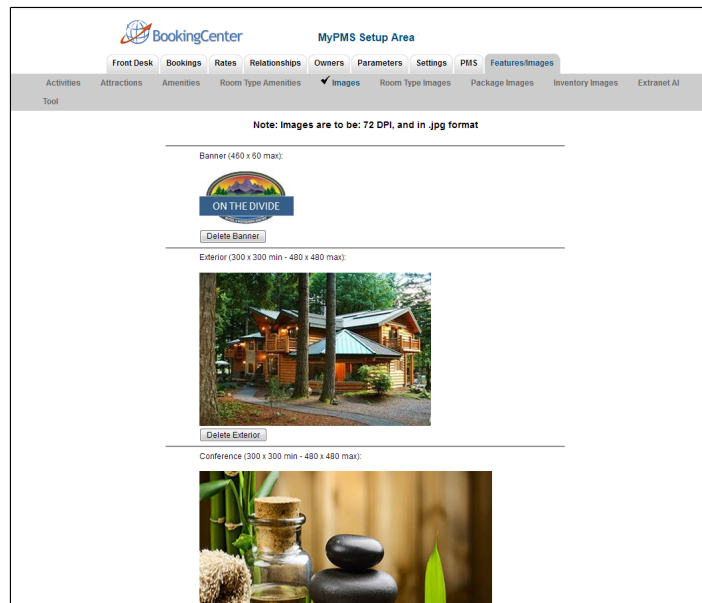 BookingCenter
MyPMS Setup Area
Front Desk Bookings Rates Relationships Owners Parameters Settings PMS Features/Images
Activities Attractions Amenities Room Type Amenities Images Room Type Images Package Images Inventory Images Extranet AI
Tool
Note: Images are to be: 72 DPI, and in .jpg format
Banner (460 x 60 max):
ON THE DIVIDE
Delete Banner
Exterior (300 x 300 min - 480 x 480 max):
Delete Exterior
Conference (300 x 300 min - 480 x 480 max):